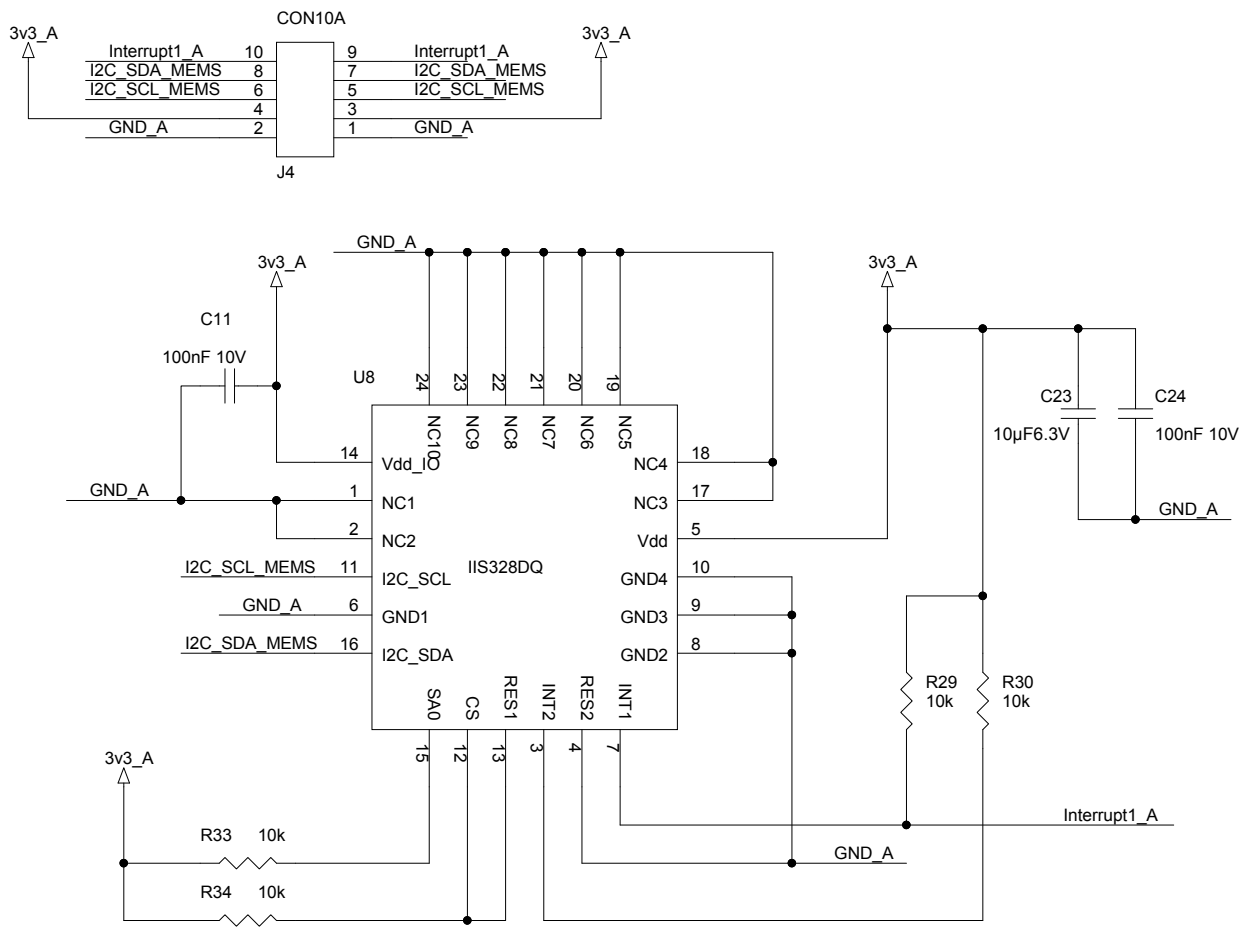 CON10A
3v3_A
3v3_A
Interrupt1_A 10 9 Interrupt1_A
I2C_SDA_MEMS 8 7 I2C_SDA_MEMS
I2C_SCL_MEMS 6 5 I2C_SCL_MEMS
4 3
GND_A 2 1 GND_A
J4
GND_A
3v3_A
3v3_A
C11
100nF 10V
U8
24 23 22 21 20 19
NC10 NC9 NC8 NC7 NC6 NC5
C23
10µF6.3V
C24
100nF 10V
14 Vdd_IO
NC4 18
GND_A
1 NC1
NC3 17
GND_A
2 NC2
Vdd 5
I2C_SCL_MEMS 11 I2C_SCL
IIS328DQ
GND4 10
GND_A 6 GND1
GND3 9
I2C_SDA_MEMS 16 I2C_SDA
GND2 8
SA0 CS RES1 INT2 RES2 INT1
15 12 13 3 4 7
R29
10k
R30
10k
3v3_A
Interrupt1_A
R33 10k
GND_A
R34 10k